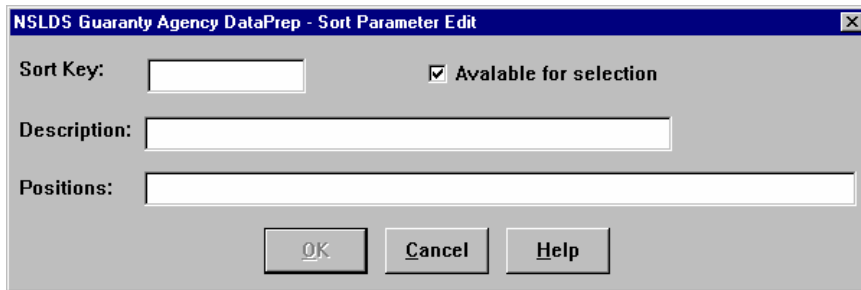 NSLDS Guaranty Agency DataPrep - Sort Parameter Edit
Sort Key:
Avalable for selection
Description:
Positions:
OK Cancel Help